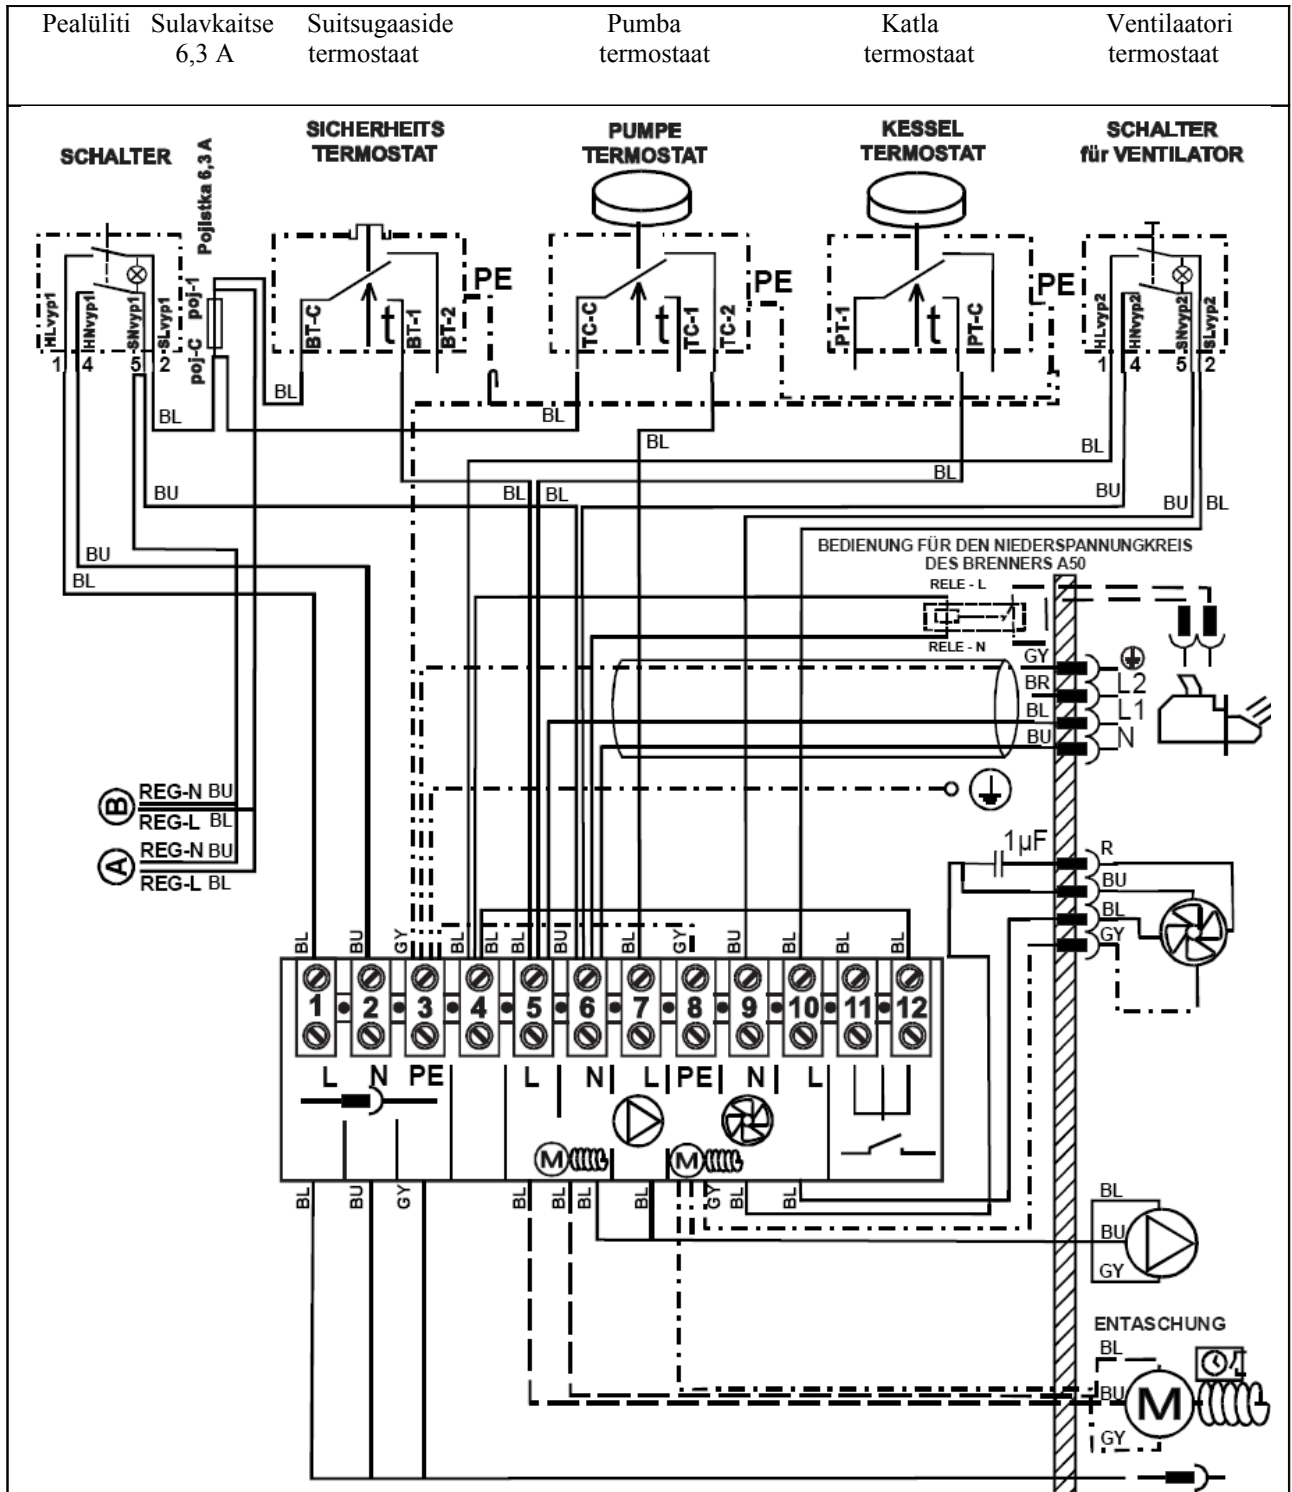 Pealüliti Sulavkaitse Suitsugaaside Pumba Katla Ventilaatori
6,3 A termostaat termostaat termostaat termostaat
SCHALTER
Pojistka 6,3 A
SICHERHEITS
TERMOSTAT
PUMPE
TERMOSTAT
KESSEL
TERMOSTAT
SCHALTER
für VENTILATOR
HLvyp1
HNvyp1
SNvyp1
SLvyp1
poj-C poj-1
BT-C
t
BT-1
BT-2
PE
TC-C
t
TC-1
TC-2
PE
PT-1
t
PT-C
PE
HLvyp2
HNvyp2
SNvyp2
SLvyp2
1 4 5 2
1 4 5 2
BL
BL
BL
BL
BL
BL
BU
BL
BL
BU
BU
BL
BU
BL
BEDIENUNG FÜR DEN NIEDERSPANNUNGKREIS
DES BRENNERS A50
RELE - L
RELE - N
GY
BR L2
BL L1
BU N
B
REG-N BU
REG-L BL
A
REG-N BU
REG-L BL
1µF
R
BU
BL
GY
BL BU GY BL BL BL BU BL GY BU BL BL BL
1 2 3 4 5 6 7 8 9 10 11 12
L N PE L N L PE N L
M M
BL BU GY BL BL BL BL GY BL BL
BL
BU
GY
ENTASCHUNG
BL
BU
M
GY